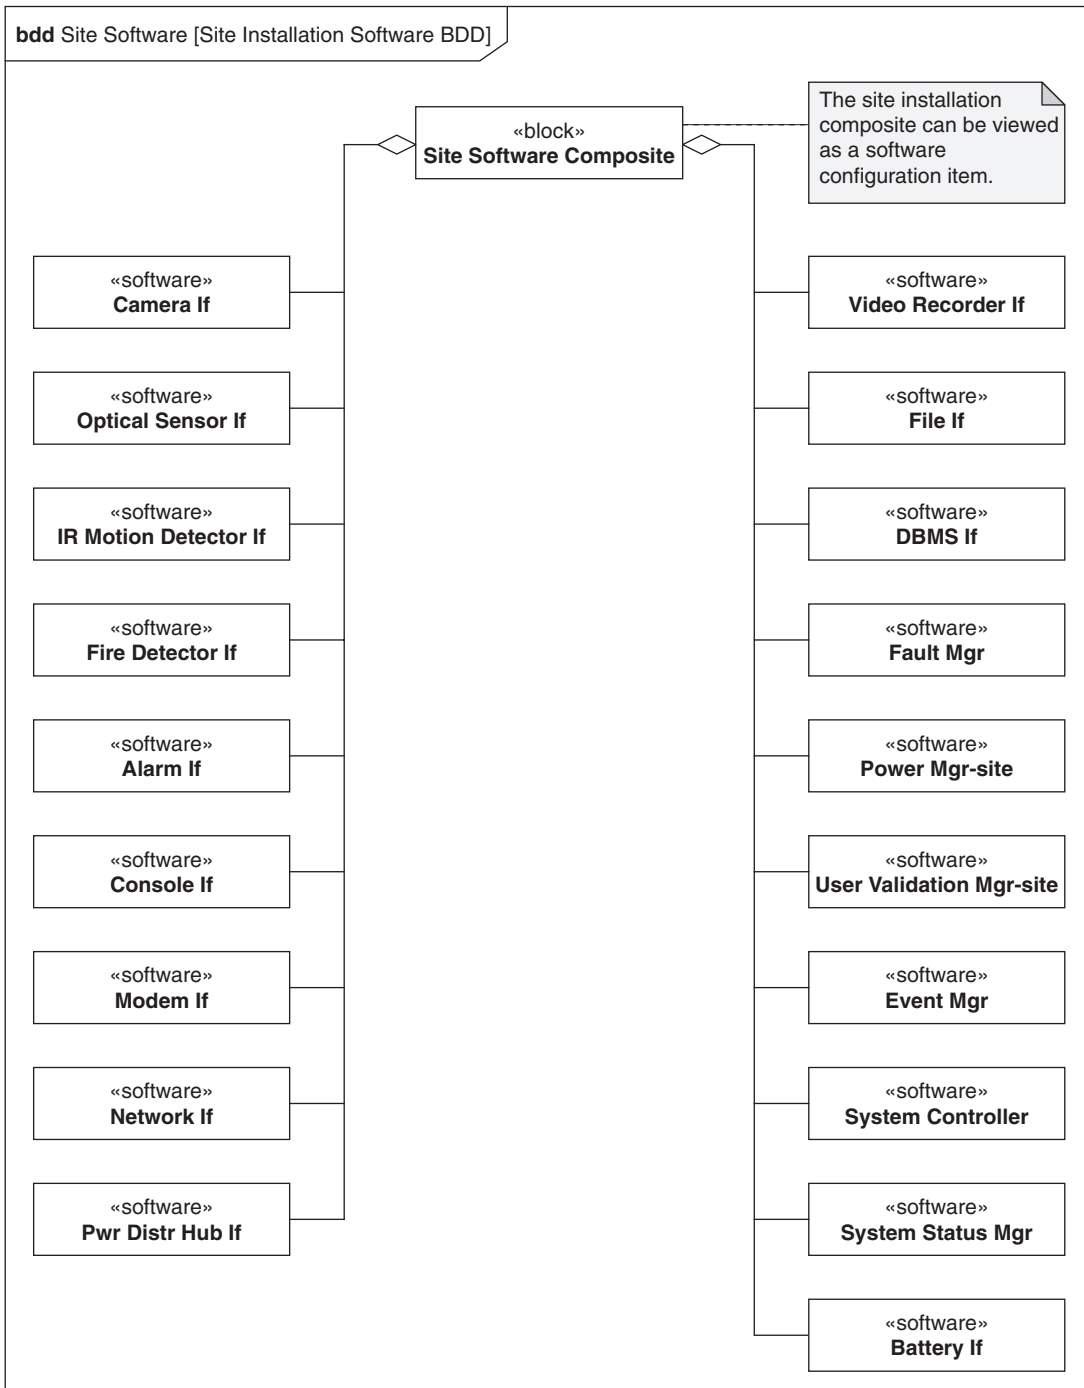 bdd Site Software [Site Installation Software BDD]
«block»
Site Software Composite
The site installation
composite can be viewed
as a software
configuration item.
«software»
Camera If
«software»
Optical Sensor If
«software»
IR Motion Detector If
«software»
Fire Detector If
«software»
Alarm If
«software»
Console If
«software»
Modem If
«software»
Network If
«software»
Pwr Distr Hub If
«software»
Video Recorder If
«software»
File If
«software»
DBMS If
«software»
Fault Mgr
«software»
Power Mgr-site
«software»
User Validation Mgr-site
«software»
Event Mgr
«software»
System Controller
«software»
System Status Mgr
«software»
Battery If